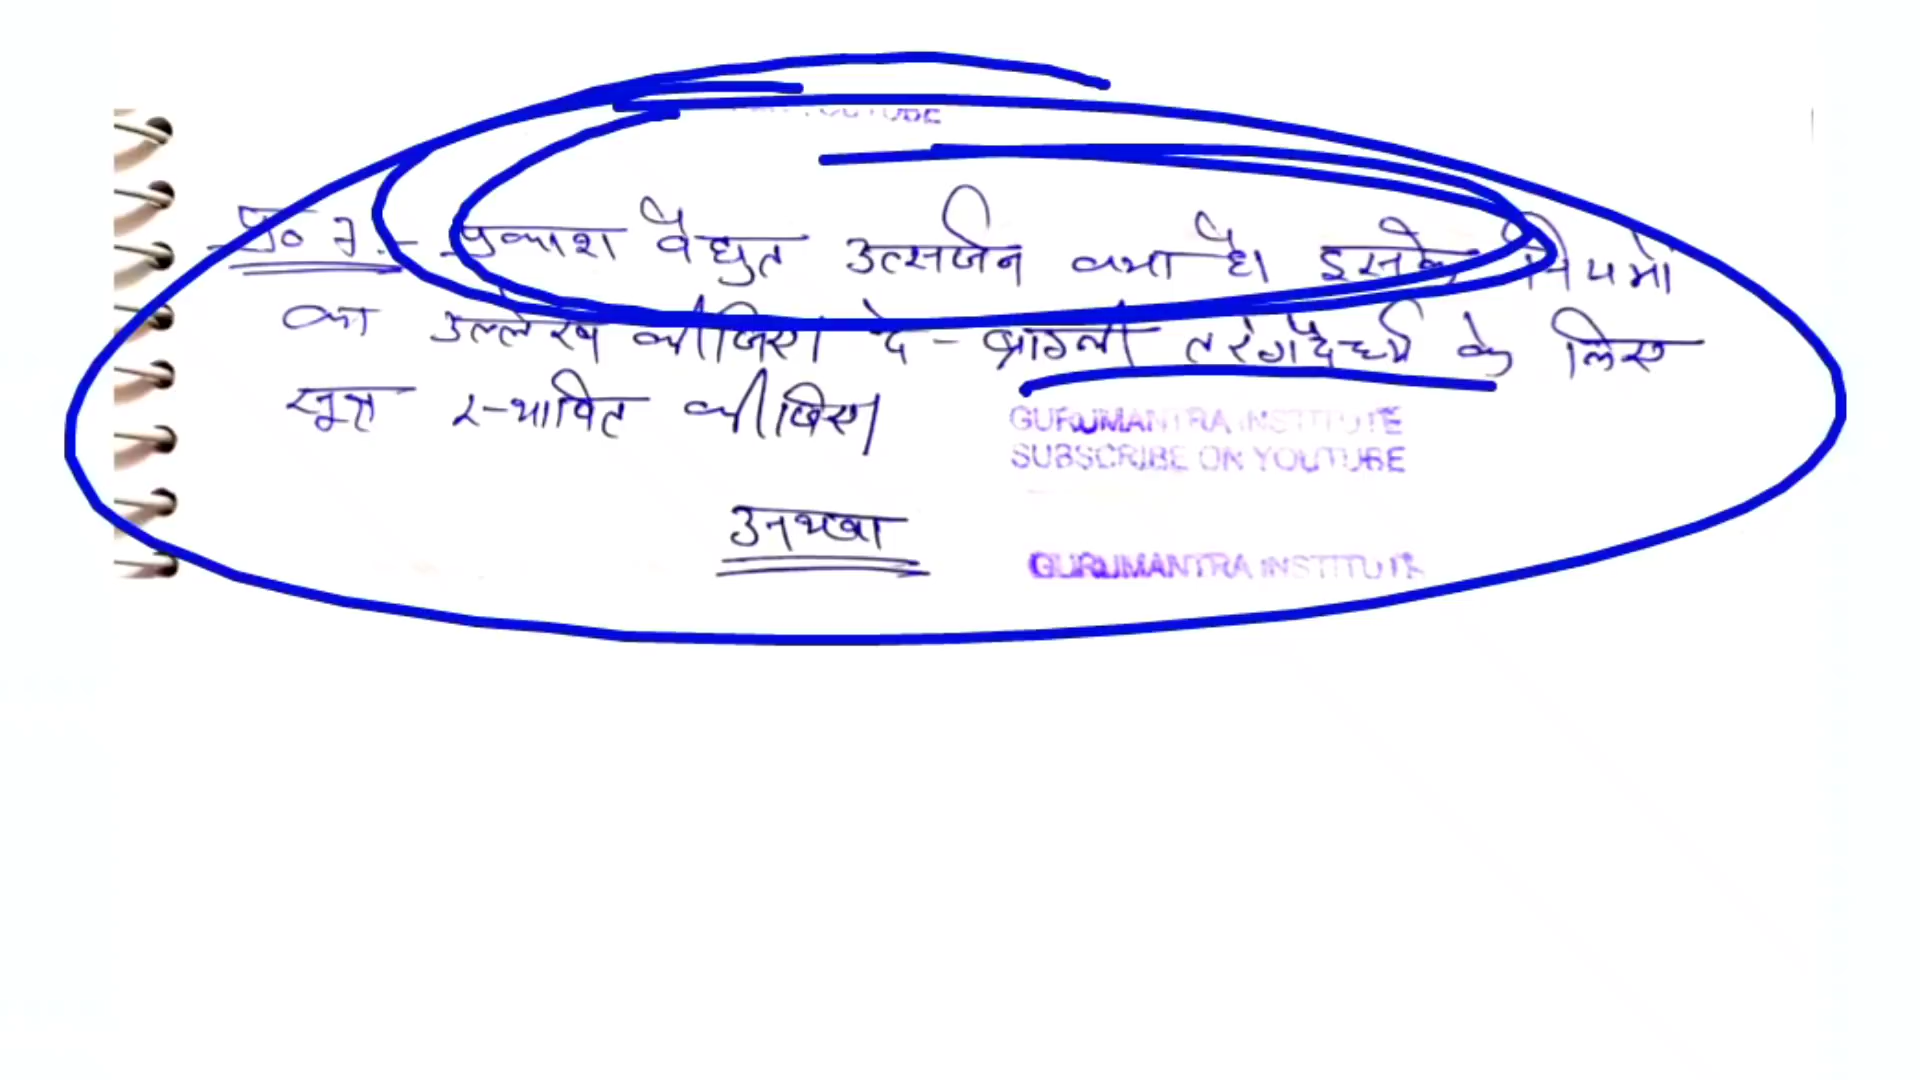 प्र० 7.- प्रकाश वैद्युत उत्सर्जन क्या है। इसके नियमों
का उल्लेख कीजिए। दे-ब्रागली तरंगदैर्ध्य के लिए
सूत्र स्थापित कीजिए।
GURUMANTRA INSTITUTE
SUBSCRIBE ON YOUTUBE
अथवा
GURUMANTRA INSTITUTE